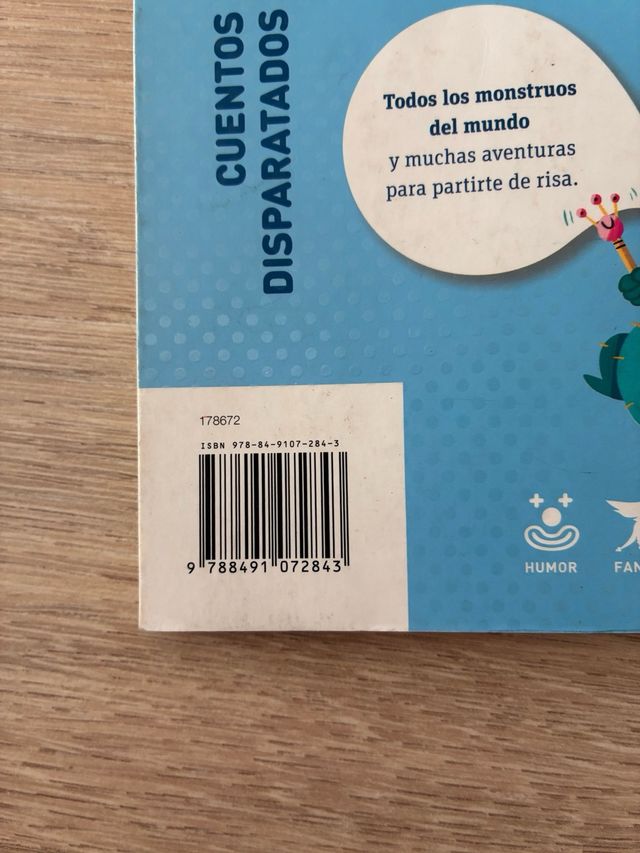 CUENTOS
DISPARATADOS
Todos los monstruos
del mundo
y muchas aventuras
para partirte de risa.
178672
ISBN 978-84-9107-284-3
9 788491 072843
HUMOR